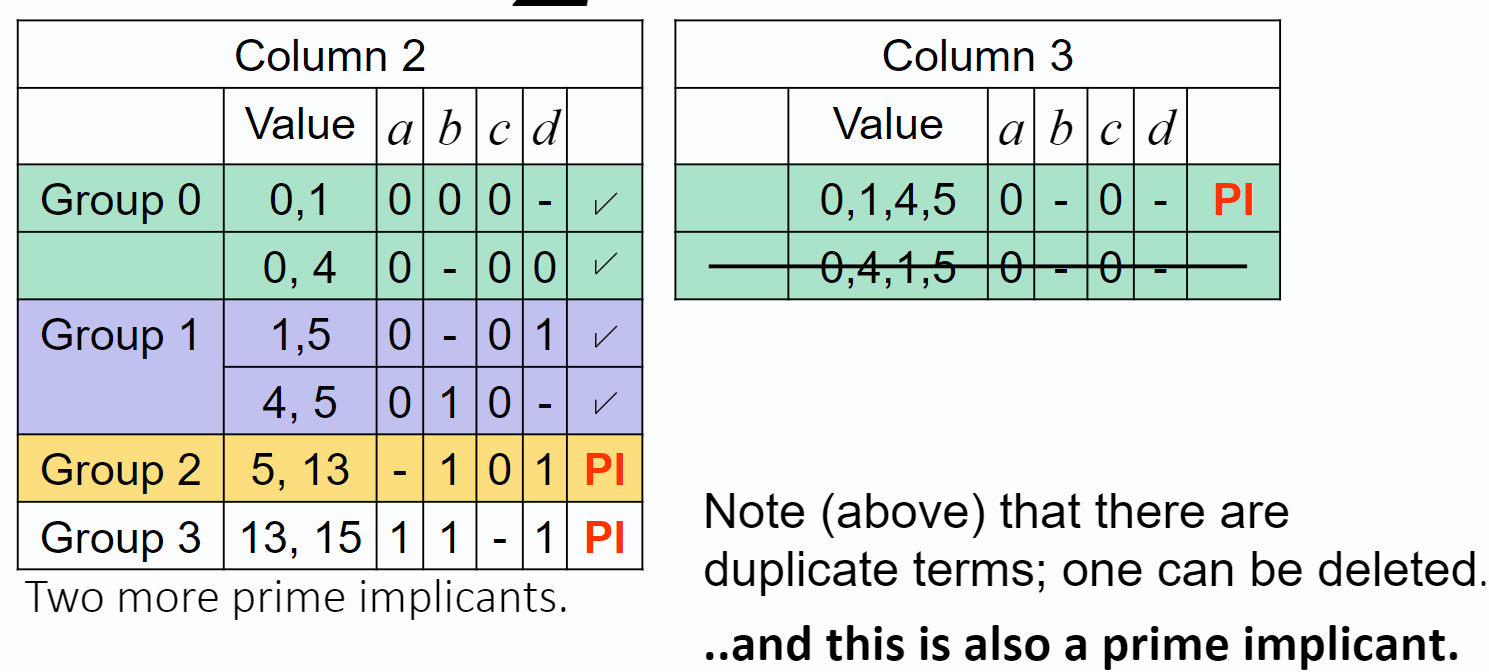 Column 2
Value a b c d
Group 0 0,1 0 0 0 - ✓
0, 4 0 - 0 0 ✓
Group 1 1,5 0 - 0 1 ✓
4, 5 0 1 0 - ✓
Group 2 5, 13 - 1 0 1 PI
Group 3 13, 15 1 1 - 1 PI
Two more prime implicants.
Column 3
Value a b c d
0,1,4,5 0 - 0 - PI
0,4,1,5 0 - 0 -
Note (above) that there are
duplicate terms; one can be deleted.
..and this is also a prime implicant.